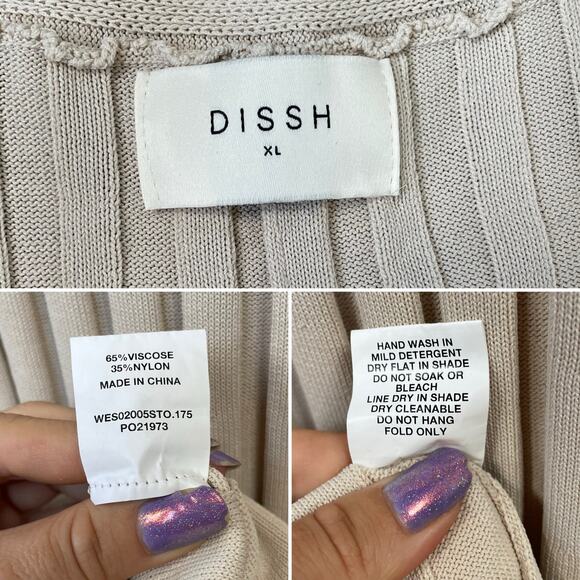 DISSH
XL
65%VISCOSE
35%NYLON
MADE IN CHINA
WES02005STO.175
PO21973
HAND WASH IN
MILD DETERGENT
DRY FLAT IN SHADE
DO NOT SOAK OR
BLEACH
LINE DRY IN SHADE
DRY CLEANABLE
DO NOT HANG
FOLD ONLY